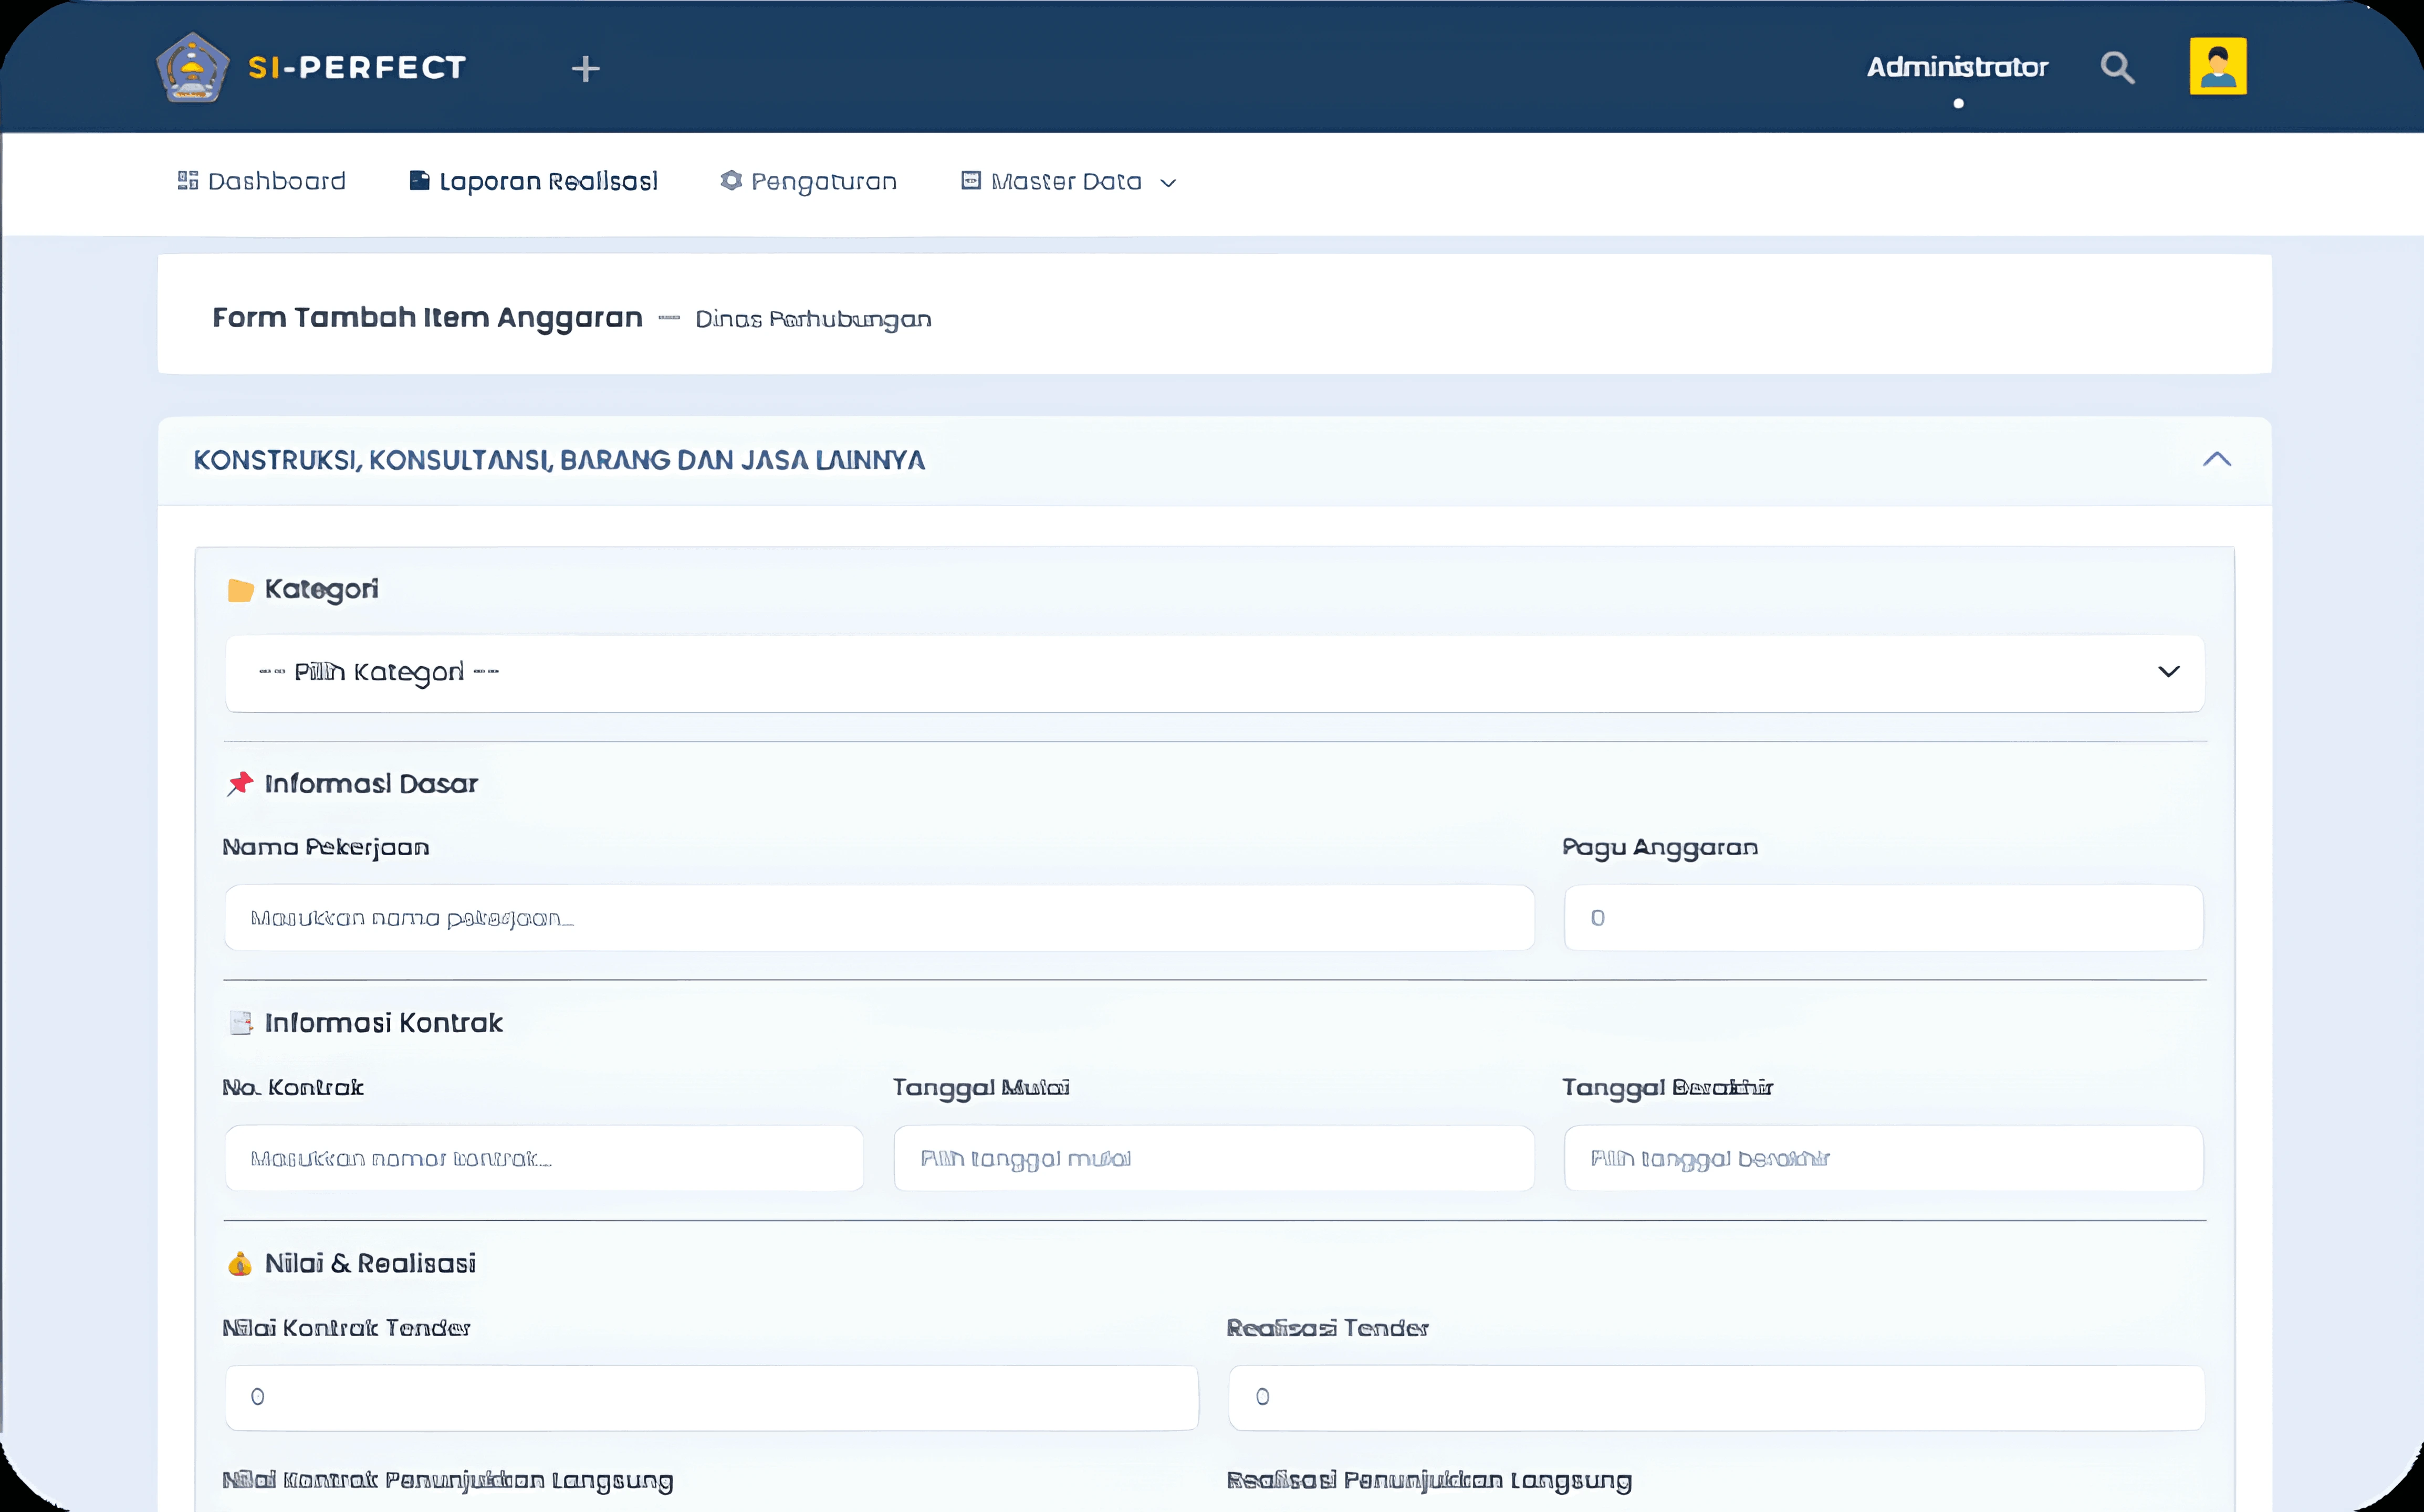 SI-PERFECT
Administrator
Dashboard Laporan Realisasi Pengaturan Master Data
Form Tambah Item Anggaran — Dinas Perhubungan
KONSTRUKSI, KONSULTANSI, BARANG DAN JASA LAINNYA
Kategori
-- Pilih Kategori --
Informasi Dasar
Nama Pekerjaan Pagu Anggaran
Masukkan nama pekerjaan... 0
Informasi Kontrak
No. Kontrak Tanggal Mulai Tanggal Berakhir
Masukkan nomor kontrak... Pilih tanggal mulai Pilih tanggal berakhir
Nilai & Realisasi
Nilai Kontrak Tender Realisasi Tender
0 0
Nilai Kontrak Penunjukkan Langsung Realisasi Penunjukkan Langsung